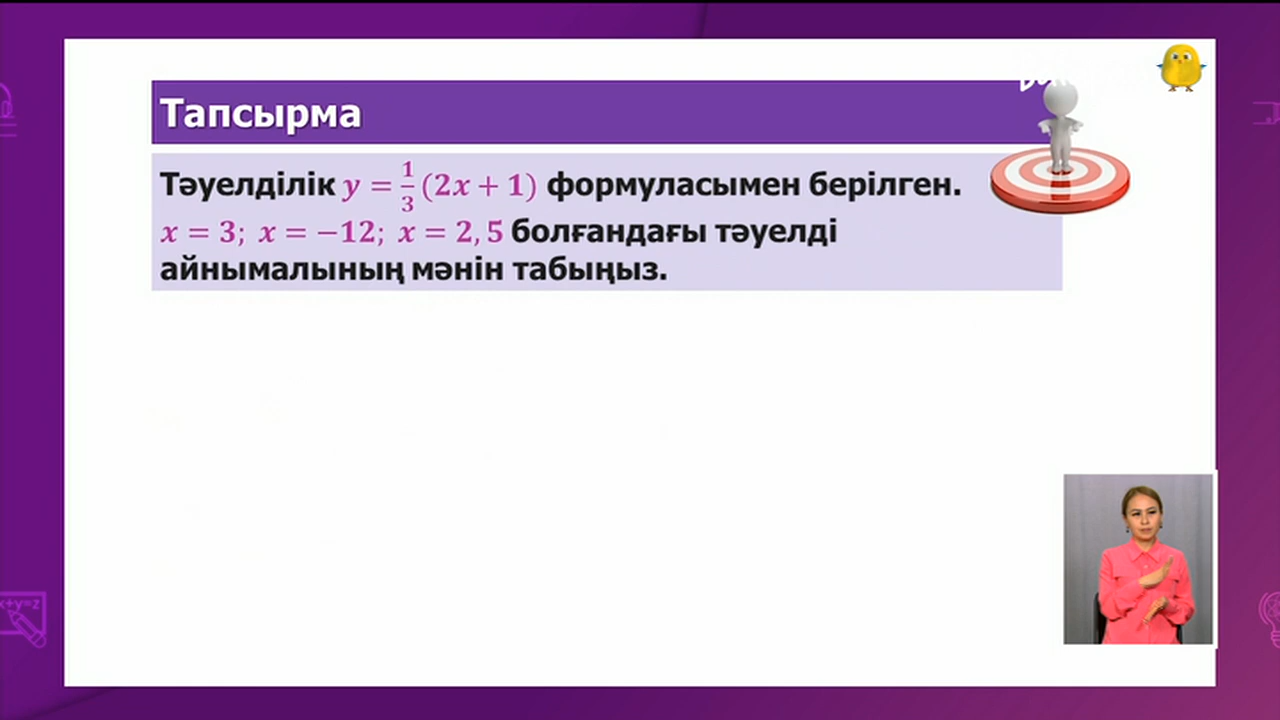 Тапсырма
Тәуелділік y = 1/3 (2x + 1) формуласымен берілген.
x = 3; x = −12; x = 2,5 болғандағы тәуелді
айнымалының мәнін табыңыз.
x+y=z